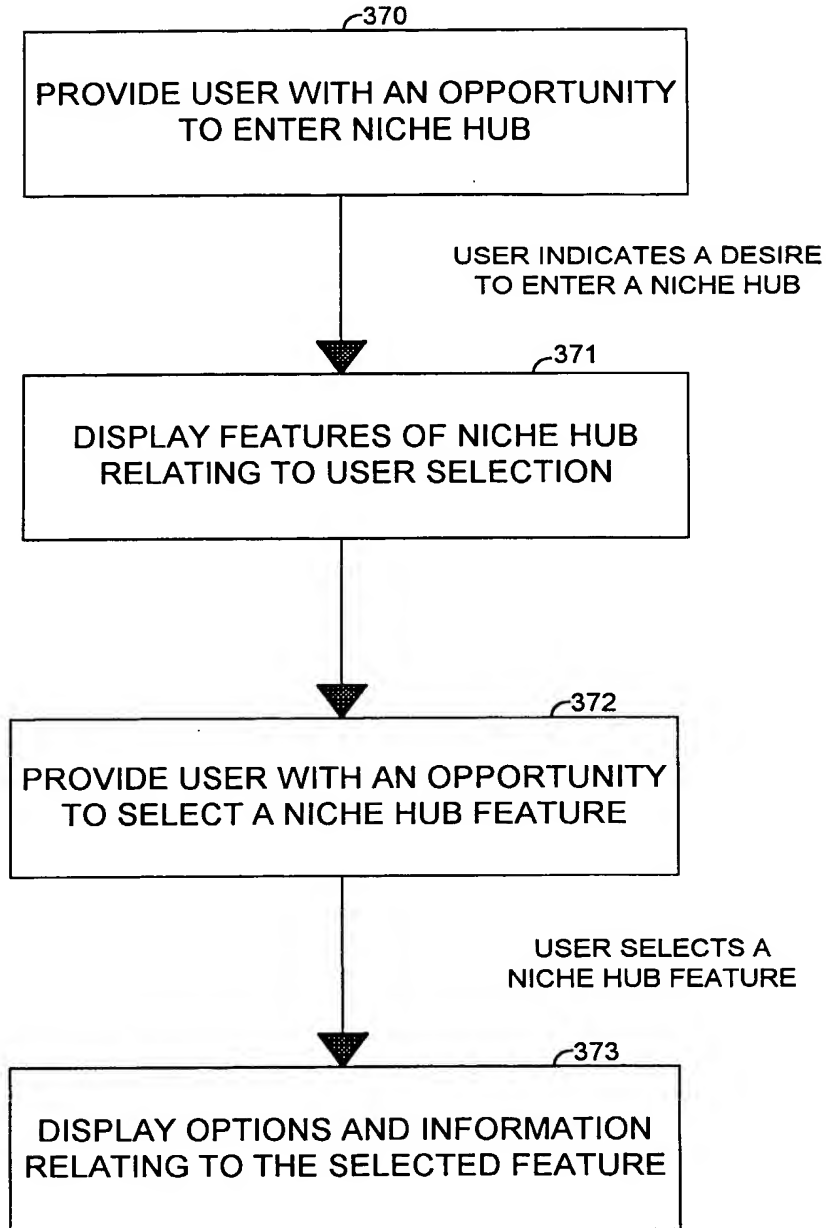 370
PROVIDE USER WITH AN OPPORTUNITY
TO ENTER NICHE HUB
USER INDICATES A DESIRE
TO ENTER A NICHE HUB
371
DISPLAY FEATURES OF NICHE HUB
RELATING TO USER SELECTION
372
PROVIDE USER WITH AN OPPORTUNITY
TO SELECT A NICHE HUB FEATURE
USER SELECTS A
NICHE HUB FEATURE
373
DISPLAY OPTIONS AND INFORMATION
RELATING TO THE SELECTED FEATURE